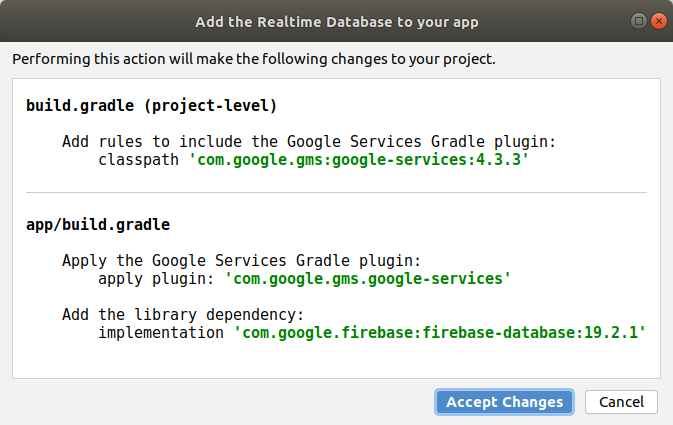 Add the Realtime Database to your app
Performing this action will make the following changes to your project.
build.gradle (project-level)
Add rules to include the Google Services Gradle plugin:
classpath 'com.google.gms:google-services:4.3.3'
app/build.gradle
Apply the Google Services Gradle plugin:
apply plugin: 'com.google.gms.google-services'
Add the library dependency:
implementation 'com.google.firebase:firebase-database:19.2.1'
Accept Changes
Cancel